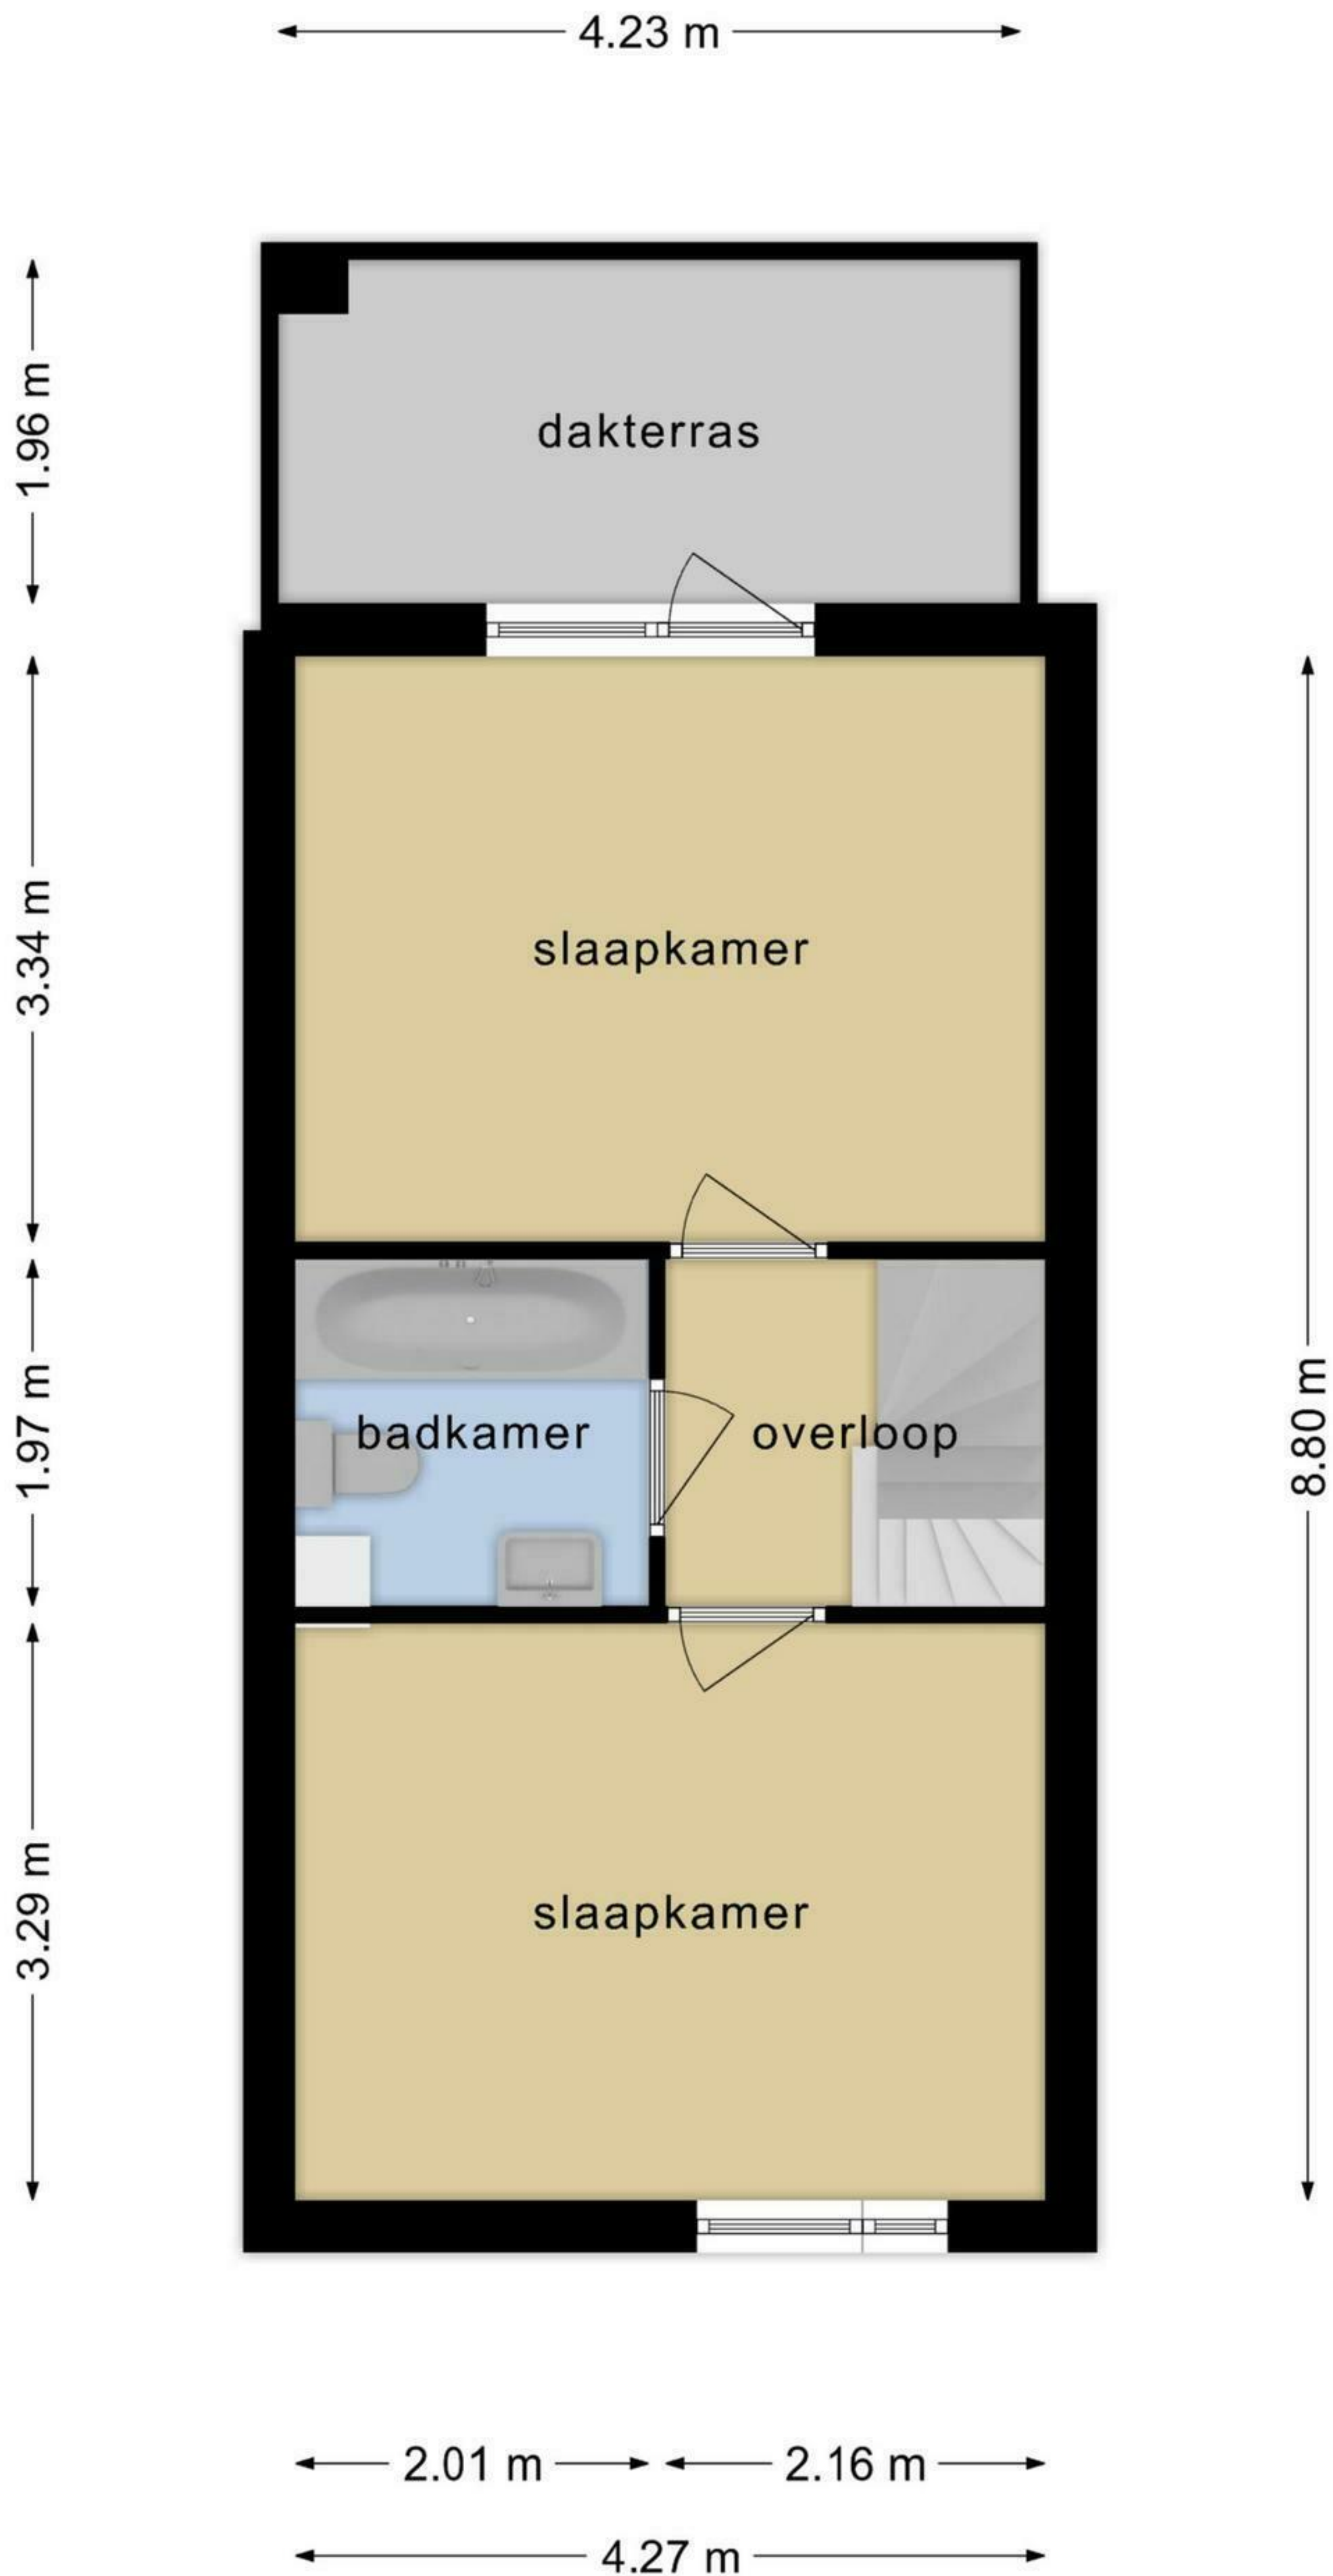 4.23 m
1.96 m
dakterras
3.34 m
slaapkamer
1.97 m
badkamer
overloop
8.80 m
3.29 m
slaapkamer
2.01 m
2.16 m
4.27 m